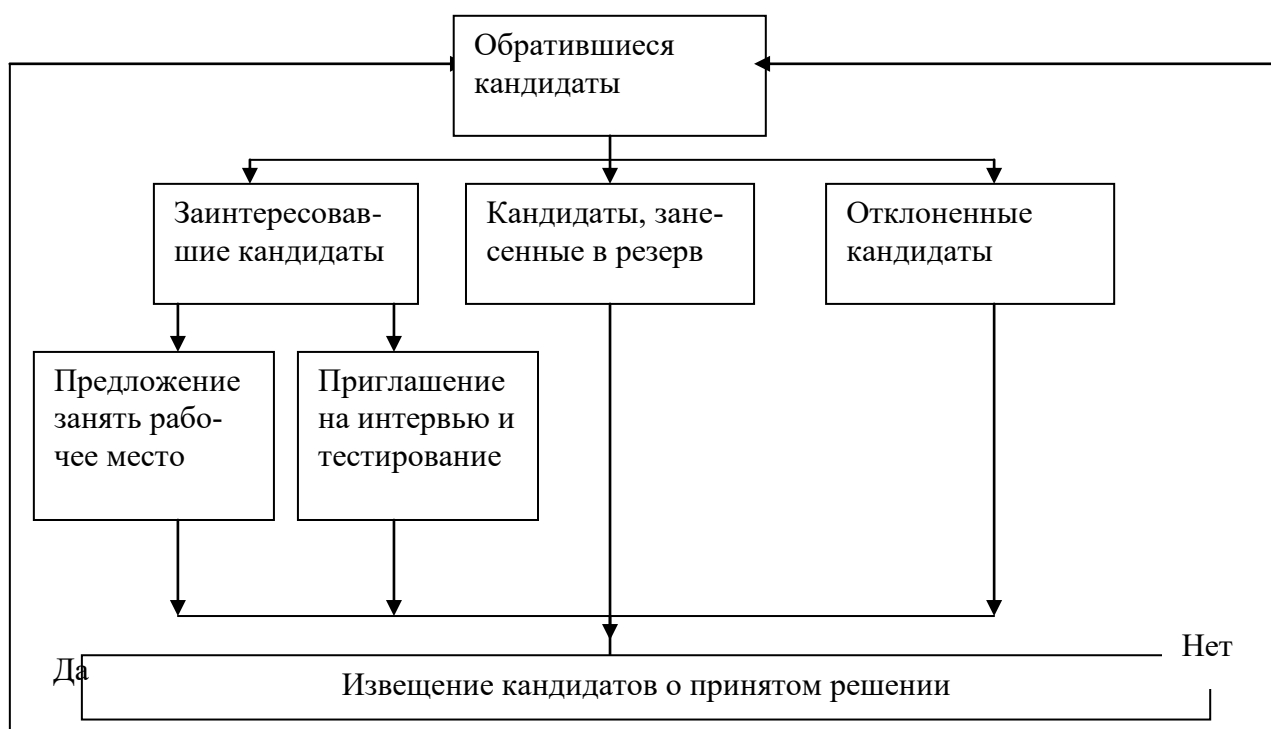 Обратившиеся
кандидаты
Заинтересовав-
шие кандидаты
Кандидаты, зане-
сенные в резерв
Отклоненные
кандидаты
Предложение
занять рабо-
чее место
Приглашение
на интервью и
тестирование
Нет
Да
Извещение кандидатов о принятом решении